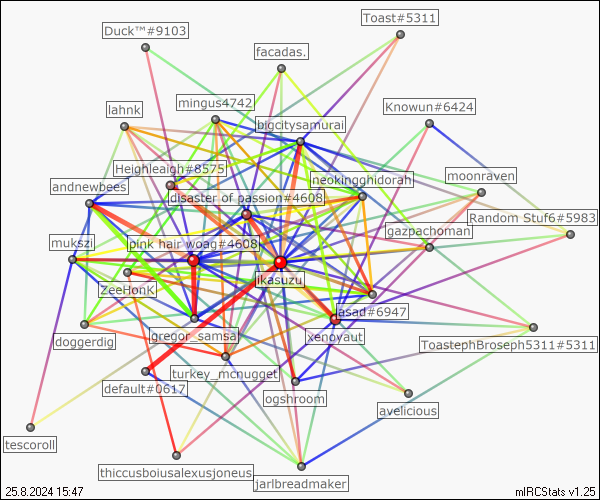 Toast#5311
Duck™#9103
facadas.
mingus4742
Knowun#6424
lahnk
bigcitysamurai
Heighleaigh#8575
moonraven
neokingghidorah
andnewbees
disaster of passion#4608
Random Stuf6#5983
gazpachoman
mukszi
pink hair woag#4608
ikasuzu
ZeeHonk
asad#6947
gregor_samsa
xenoyaut
doggerdig
ToastephBroseph5311#5311
turkey_mcnugget
default#0617
ogshroom
avelicious
tescoroll
thiccusboiusalexusjoneus
jarlbreadmaker
25.8.2024 15:47
mIRCStats v1.25